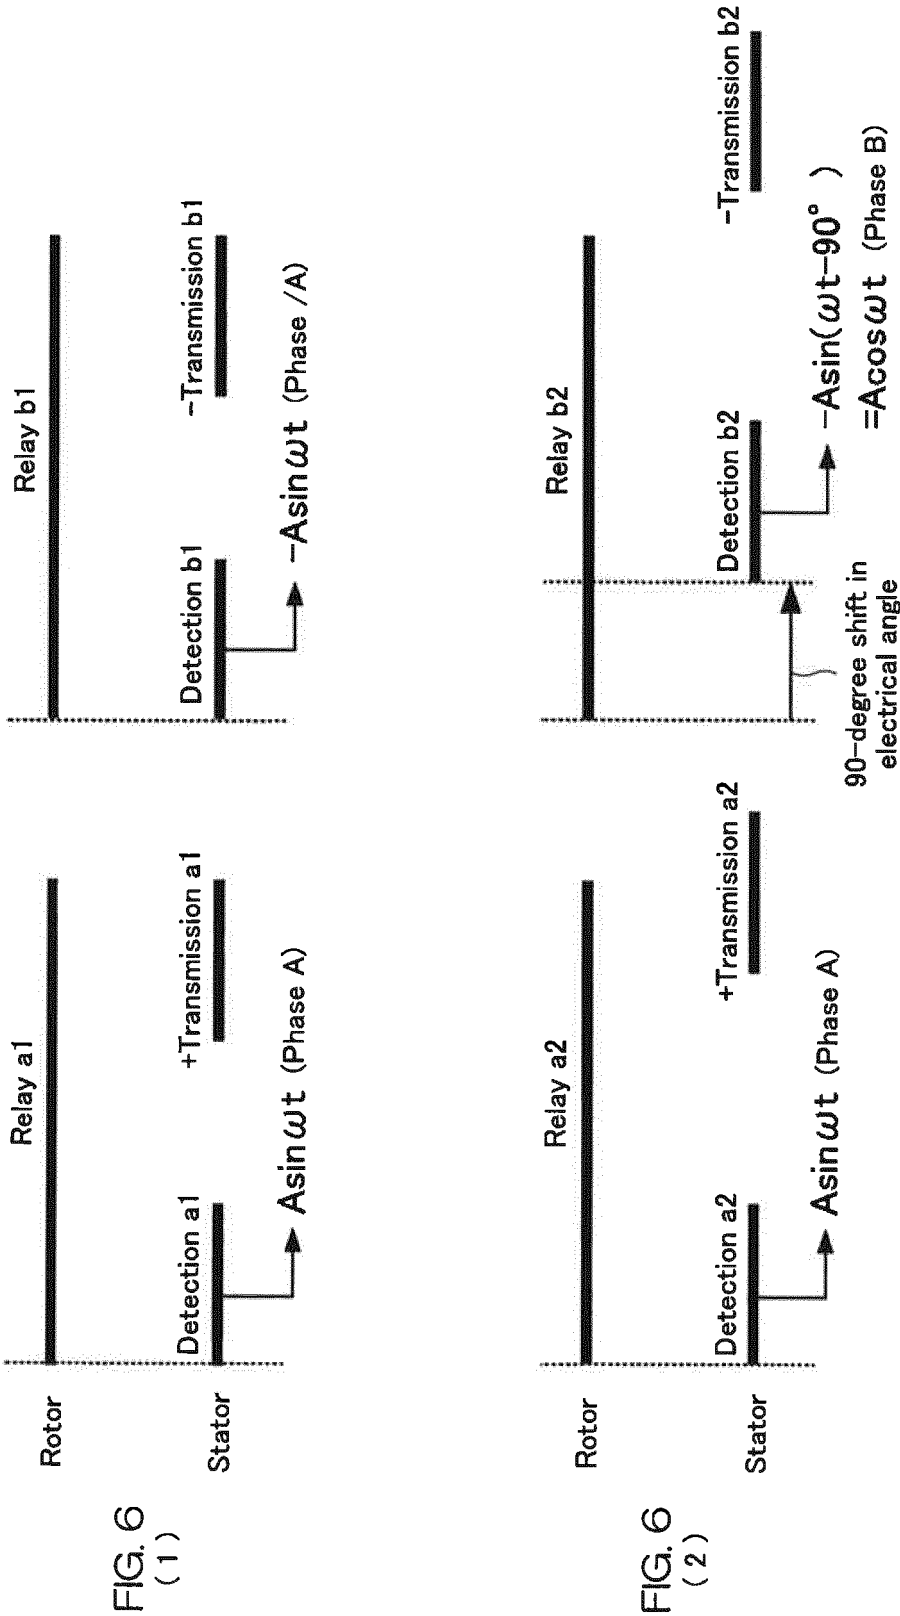 FIG. 6
(1)
Rotor
Relay a1
Relay b1
Stator
Detection a1
+Transmission a1
Detection b1
−Transmission b1
Asinωt (Phase A)
−Asinωt (Phase /A)
FIG. 6
(2)
Rotor
Relay a2
Relay b2
Stator
Detection a2
+Transmission a2
Detection b2
−Transmission b2
Asinωt (Phase A)
−Asin(ωt−90°)
=Acosωt (Phase B)
90−degree shift in
electrical angle